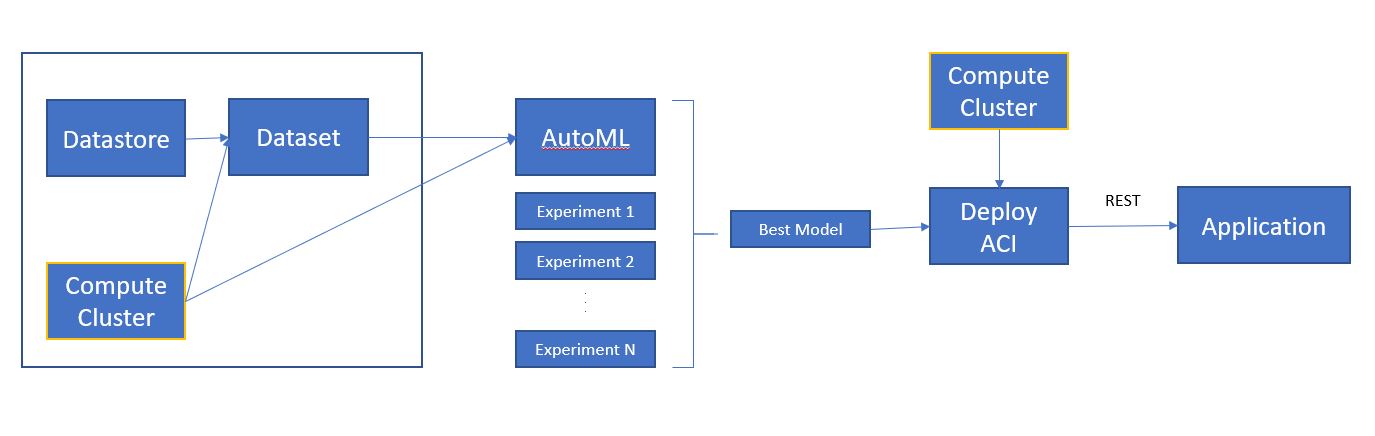 Datastore
Dataset
Compute
Cluster
AutoML
Experiment 1
Experiment 2
Experiment N
Best Model
Compute
Cluster
Deploy
ACI
REST
Application